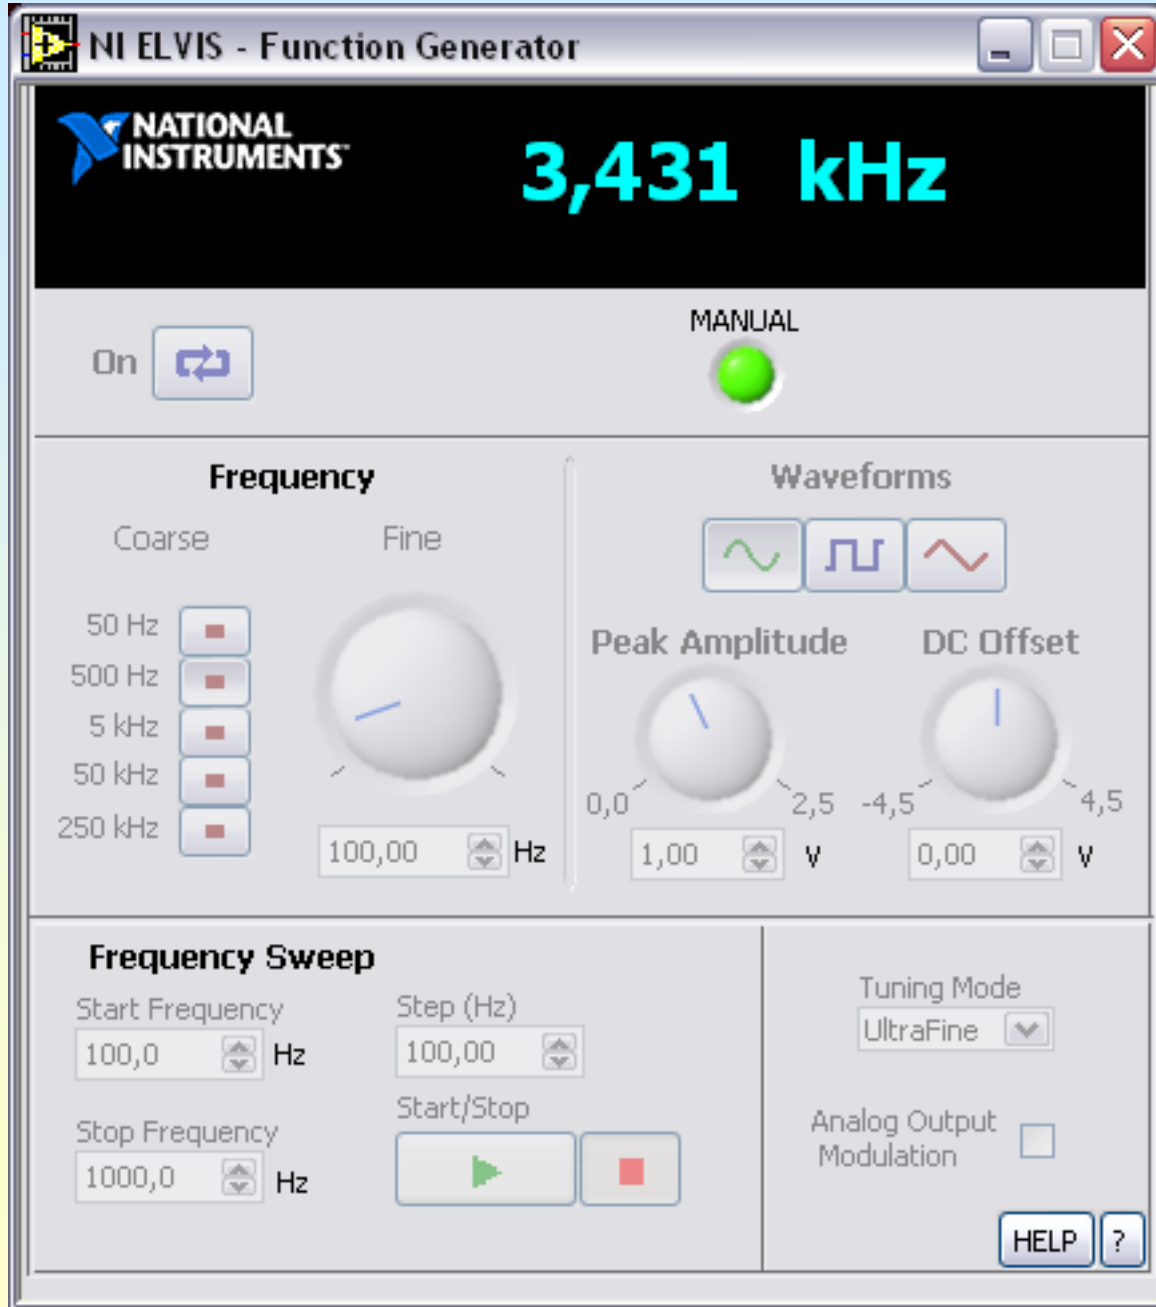 NI ELVIS - Function Generator
NATIONAL
INSTRUMENTS
3,431 kHz
MANUAL
On
Frequency
Waveforms
Coarse
Fine
50 Hz
500 Hz
5 kHz
50 kHz
250 kHz
100,00 Hz
Peak Amplitude
DC Offset
0,0
2,5
-4,5
4,5
1,00 V
0,00 V
Frequency Sweep
Start Frequency
100,0 Hz
Step (Hz)
100,00
Stop Frequency
1000,0 Hz
Start/Stop
Tuning Mode
UltraFine
Analog Output
Modulation
HELP
?